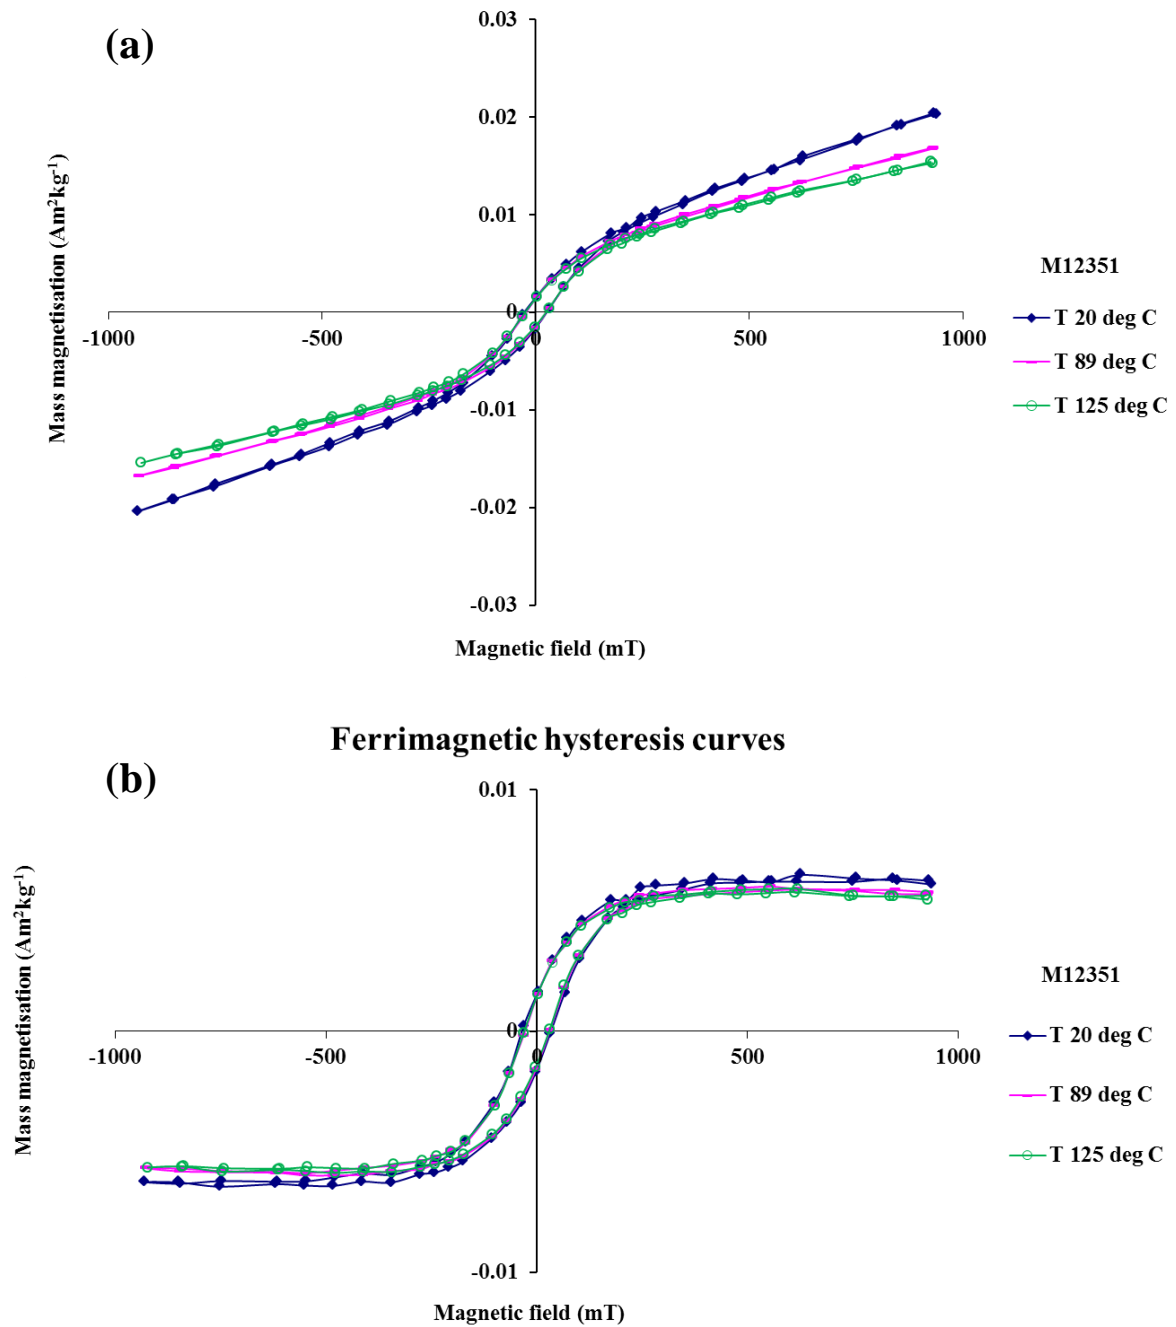 (a)
0.03
0.02
0.01
0
-0.01
-0.02
-0.03
-1000
-500
0
500
1000
Mass magnetisation (Am²kg⁻¹)
Magnetic field (mT)
M12351
T 20 deg C
T 89 deg C
T 125 deg C
Ferrimagnetic hysteresis curves
(b)
0.01
0
-0.01
-1000
-500
0
500
1000
Mass magnetisation (Am²kg⁻¹)
Magnetic field (mT)
M12351
T 20 deg C
T 89 deg C
T 125 deg C